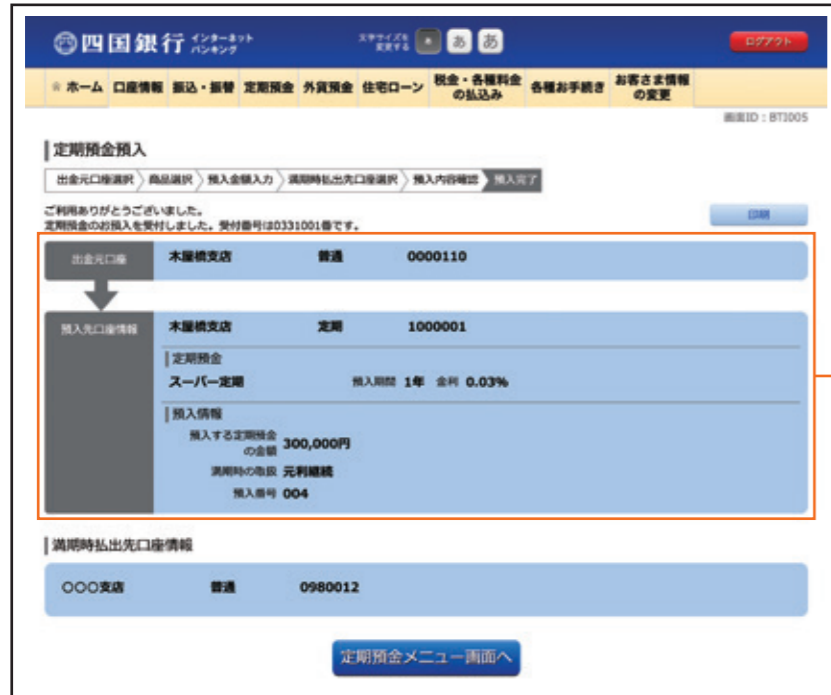 四国銀行 インターネットバンキング
文字サイズを変更する
あ あ
ログアウト
ホーム 口座情報 振込・振替 定期預金 外貨預金 住宅ローン 税金・各種料金の払込み 各種お手続き お客さま情報の変更
画面ID：BTI005
定期預金預入
出金元口座選択 商品選択 預入金額入力 満期時払出先口座選択 預入内容確認 預入完了
ご利用ありがとうございました。
定期預金のお預入を受付しました。受付番号は0331001番です。
印刷
出金元口座 木屋橋支店 普通 0000110
預入先口座情報 木屋橋支店 定期 1000001
定期預金
スーパー定期 預入期間 1年 金利 0.03%
預入情報
預入する定期預金の金額 300,000円
満期時の取扱 元利継続
預入番号 004
満期時払出先口座情報
〇〇〇支店 普通 0980012
定期預金メニュー画面へ